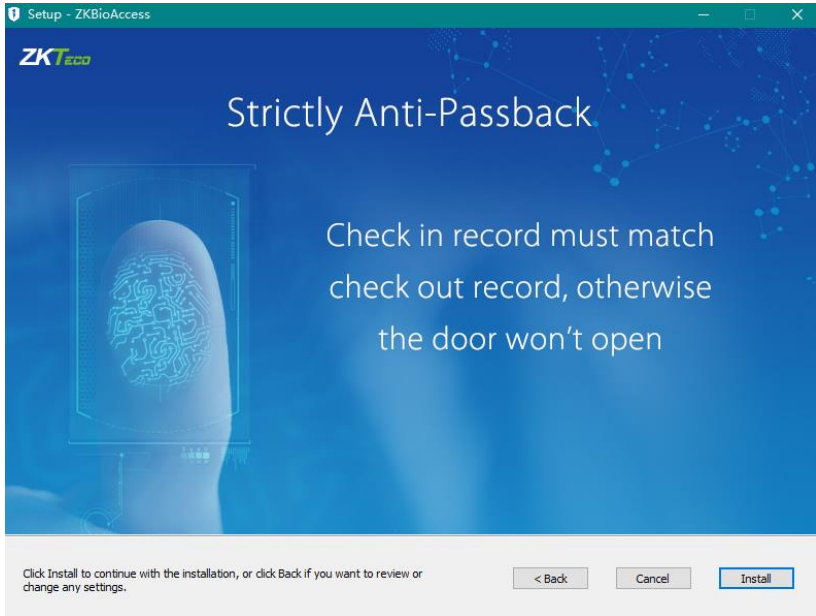 Setup - ZKBioAccess
ZKTeco
Strictly Anti-Passback
Check in record must match
check out record, otherwise
the door won't open
Click Install to continue with the installation, or click Back if you want to review or
change any settings.
< Back
Cancel
Install